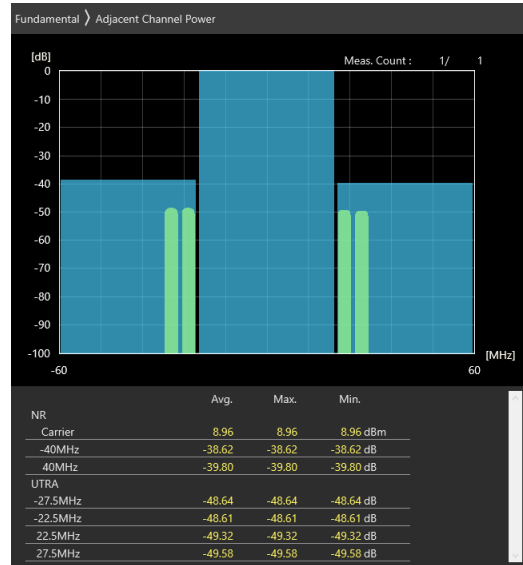 Fundamental 〉 Adjacent Channel Power
[dB]
Meas. Count : 1/ 1
0
-10
-20
-30
-40
-50
-60
-70
-80
-90
-100
[MHz]
-60 60
Avg. Max. Min.
NR
Carrier 8.96 8.96 8.96 dBm
-40MHz -38.62 -38.62 -38.62 dB
40MHz -39.80 -39.80 -39.80 dB
UTRA
-27.5MHz -48.64 -48.64 -48.64 dB
-22.5MHz -48.61 -48.61 -48.61 dB
22.5MHz -49.32 -49.32 -49.32 dB
27.5MHz -49.58 -49.58 -49.58 dB